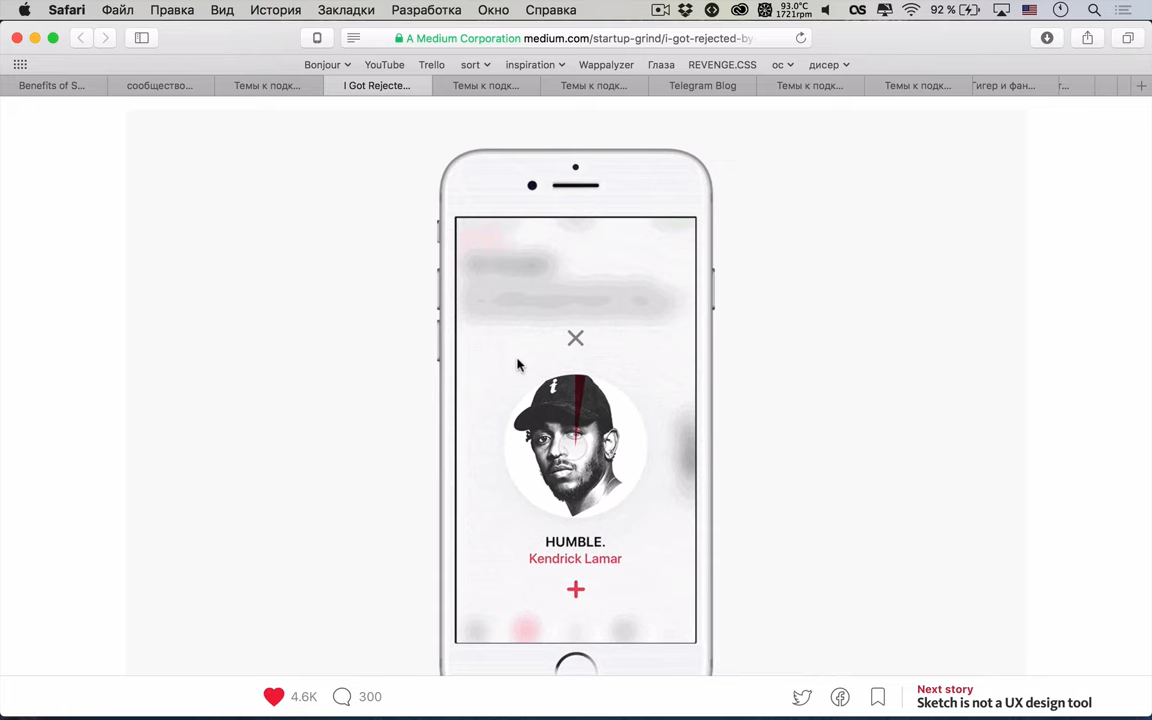 Safari Файл Правка Вид История Закладки Разработка Окно Справка 93.0°C 1721rpm 92 %
A Medium Corporation medium.com/startup-grind/i-got-rejected-by-
Bonjour YouTube Trello sort inspiration Wappalyzer Глаза REVENGE.CSS ос дисер
Benefits of S... сообщество... Темы к подк... I Got Rejecte... Темы к подк... Темы к подк... Telegram Blog Темы к подк... Темы к подк... Гигер и фан...
HUMBLE.
Kendrick Lamar
4.6K 300
Next story
Sketch is not a UX design tool